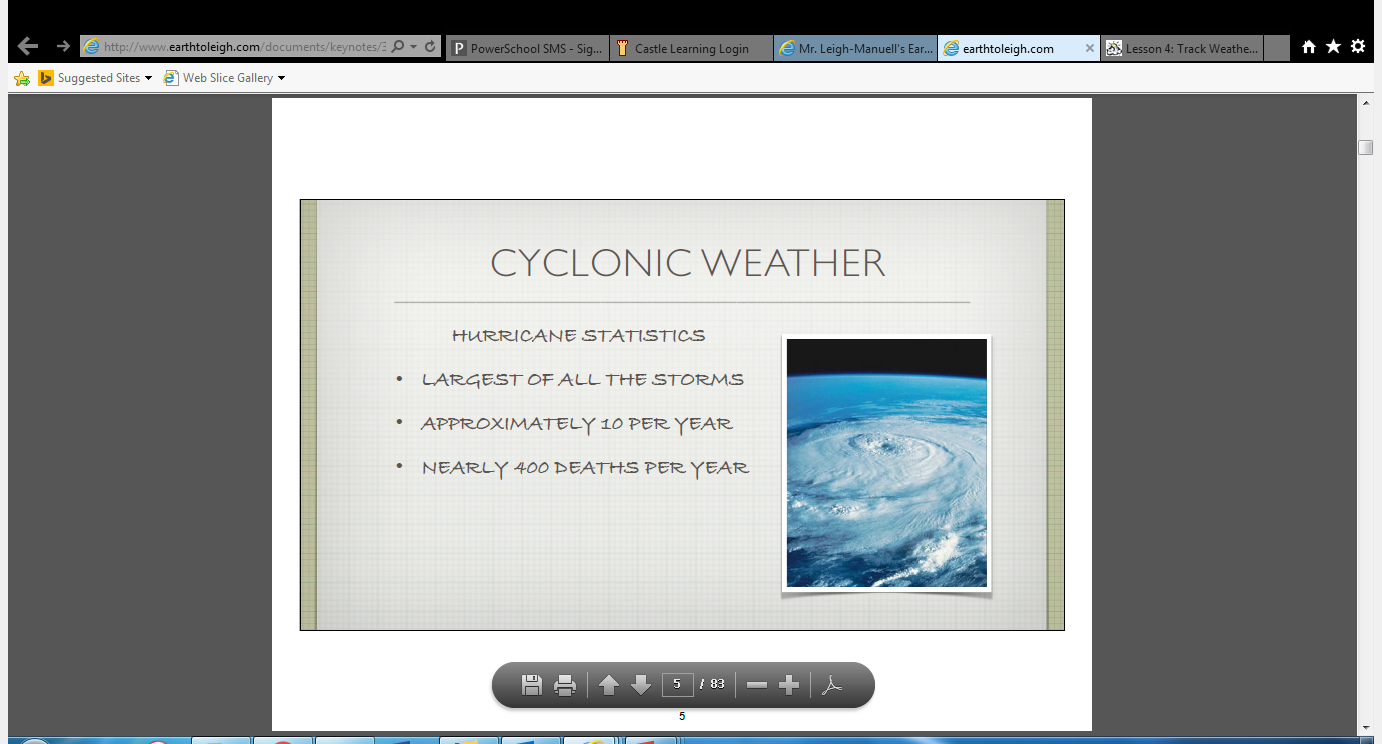 http://www.earthtoleigh.com/documents/keynotes/3
PowerSchool SMS - Sig...
Castle Learning Login
Mr. Leigh-Manuell's Ear...
earthtoleigh.com
Lesson 4: Track Weathe...
Suggested Sites
Web Slice Gallery
CYCLONIC WEATHER
HURRICANE STATISTICS
• LARGEST OF ALL THE STORMS
• APPROXIMATELY 10 PER YEAR
• NEARLY 400 DEATHS PER YEAR
5 / 83
5